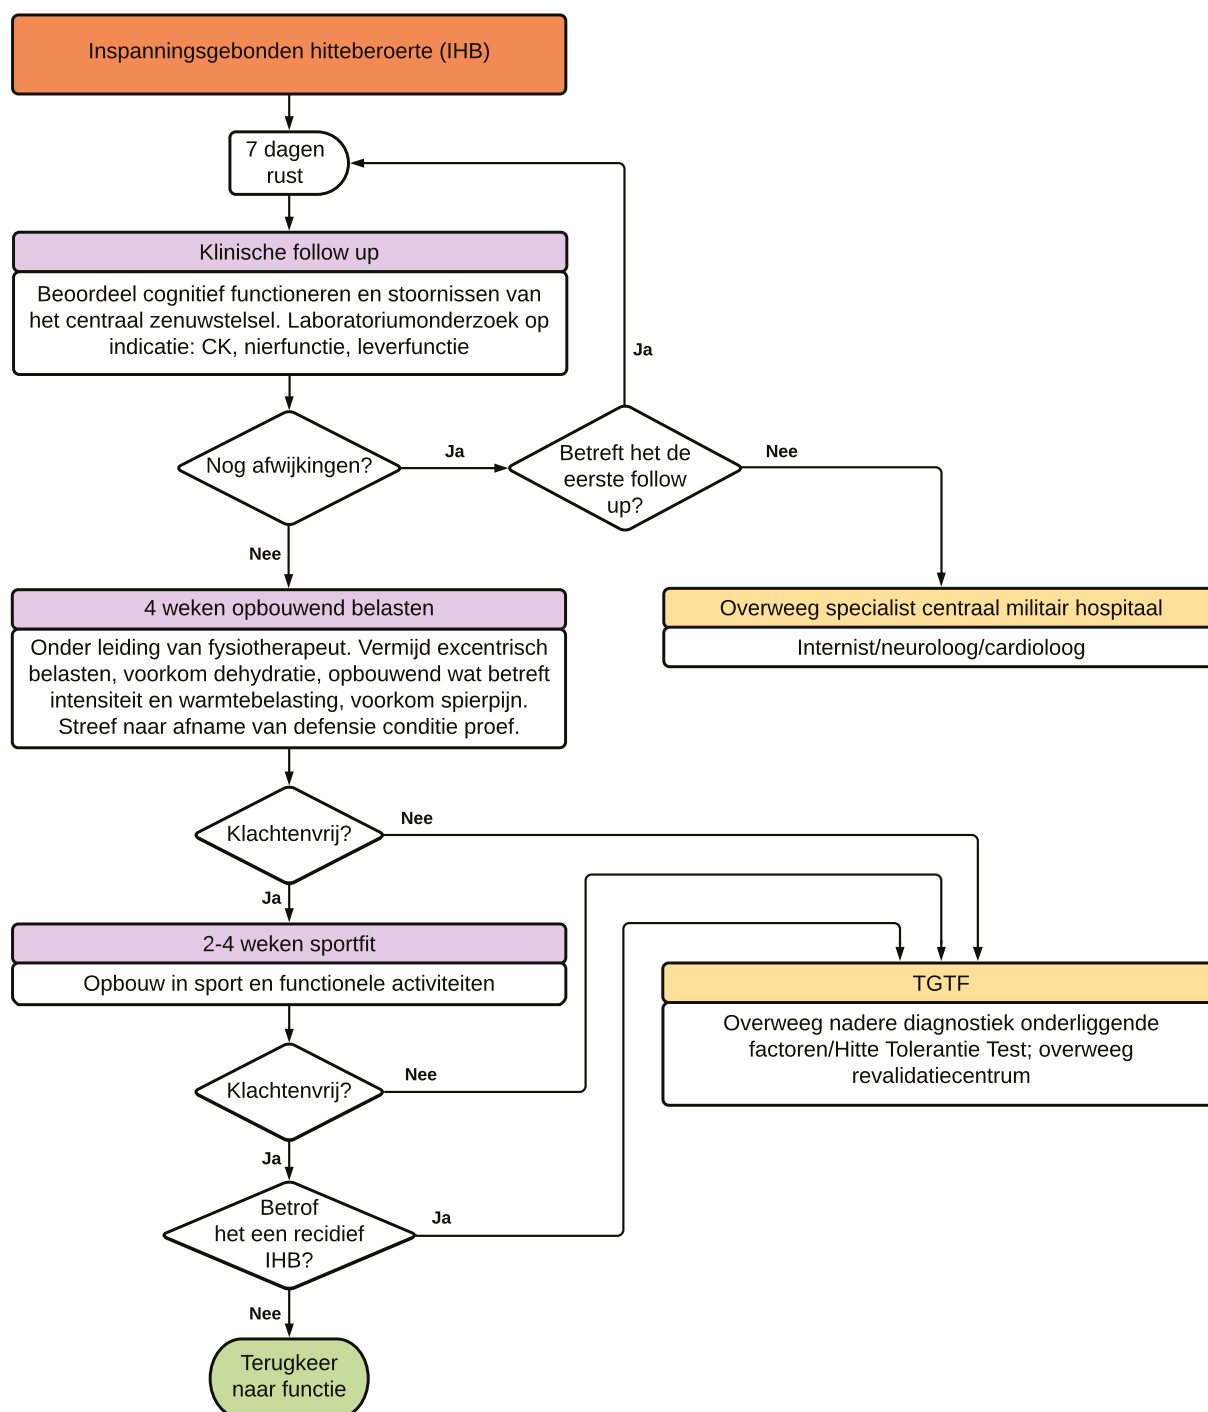 Inspanningsgebonden hitteberoerte (IHB)
7 dagen
rust
Klinische follow up
Beoordeel cognitief functioneren en stoornissen van
het centraal zenuwstelsel. Laboratoriumonderzoek op
indicatie: CK, nierfunctie, leverfunctie
Ja
Nog afwijkingen?
Ja
Betreft het de
eerste follow
up?
Nee
Nee
4 weken opbouwend belasten
Onder leiding van fysiotherapeut. Vermijd excentrisch
belasten, voorkom dehydratie, opbouwend wat betreft
intensiteit en warmtebelasting, voorkom spierpijn.
Streef naar afname van defensie conditie proef.
Overweeg specialist centraal militair hospitaal
Internist/neuroloog/cardioloog
Klachtenvrij?
Nee
Ja
2-4 weken sportfit
Opbouw in sport en functionele activiteiten
TGTF
Overweeg nadere diagnostiek onderliggende
factoren/Hitte Tolerantie Test; overweeg
revalidatiecentrum
Klachtenvrij?
Nee
Ja
Betrof
het een recidief
IHB?
Ja
Nee
Terugkeer
naar functie